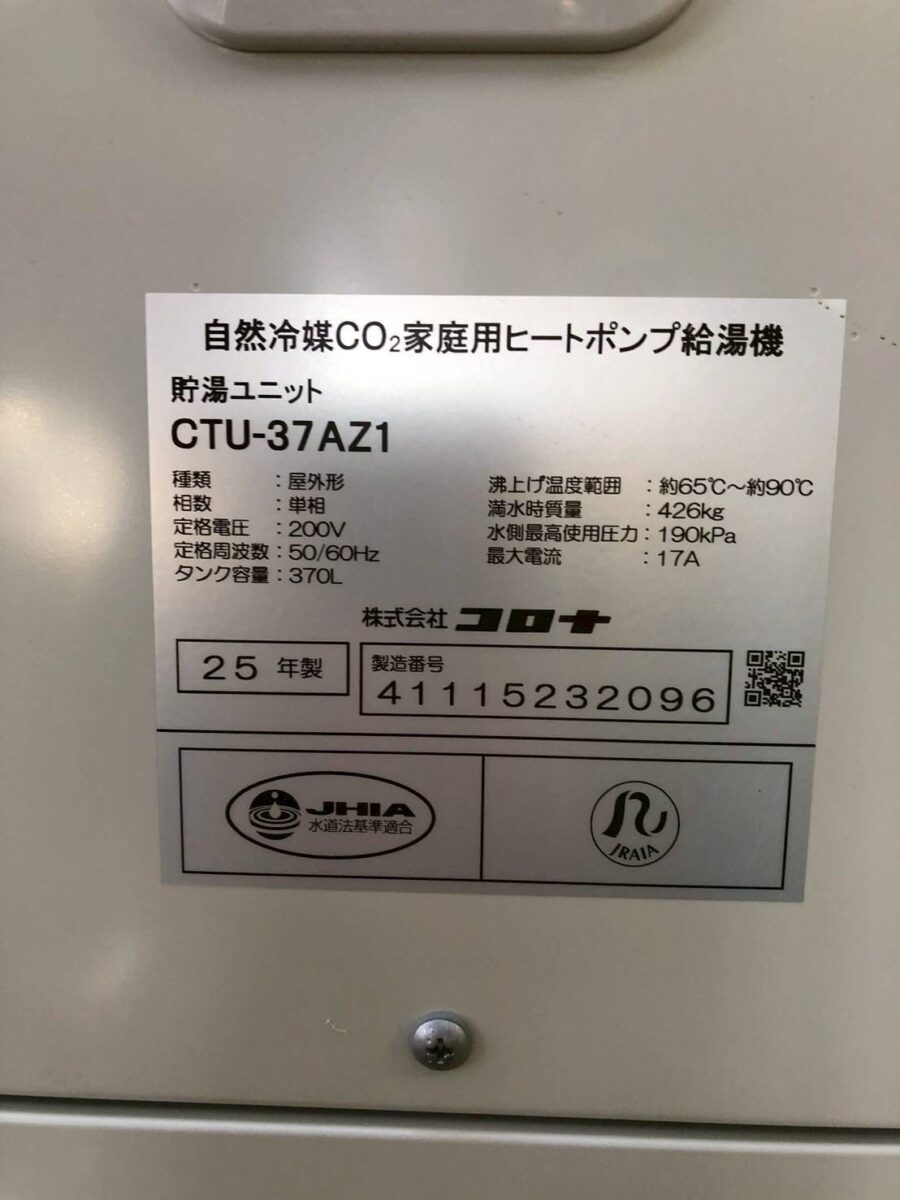 自然冷媒CO₂家庭用ヒートポンプ給湯機
貯湯ユニット
CTU-37AZ1
種類 : 屋外形
相数 : 単相
定格電圧 : 200V
定格周波数 : 50/60Hz
タンク容量 : 370L
沸上げ温度範囲 : 約65℃～約90℃
満水時質量 : 426kg
水側最高使用圧力 : 190kPa
最大電流 : 17A
株式会社 コロナ
25 年製
製造番号
41115232096
JHIA
水道法基準適合
JRAIA